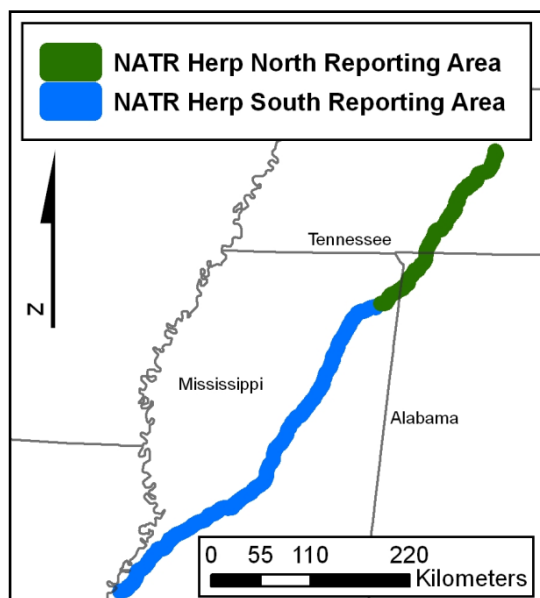 NATR Herp North Reporting Area
NATR Herp South Reporting Area
Tennessee
N
Mississippi
Alabama
0 55 110 220
Kilometers